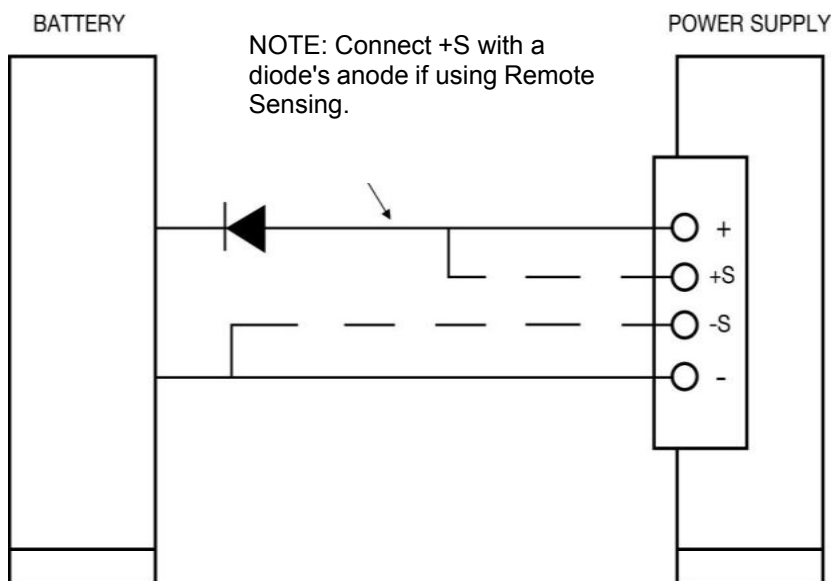 BATTERY
POWER SUPPLY
NOTE: Connect +S with a
diode's anode if using Remote
Sensing.
+
+S
-S
-